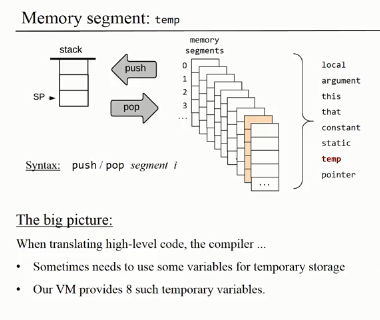 Memory segment: temp
stack
memory
segments
push
pop
SP
0
1
2
3
...
...
local
argument
this
that
constant
static
temp
pointer
Syntax: push / pop segment i
The big picture:
When translating high-level code, the compiler ...
• Sometimes needs to use some variables for temporary storage
• Our VM provides 8 such temporary variables.